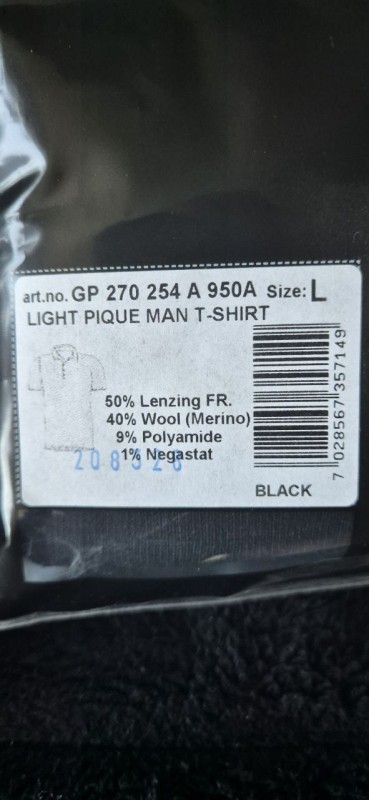 art.no. GP 270 254 A 950A Size: L
LIGHT PIQUE MAN T-SHIRT
50% Lenzing FR.
40% Wool (Merino)
9% Polyamide
1% Negastat
7 028567 357149
BLACK